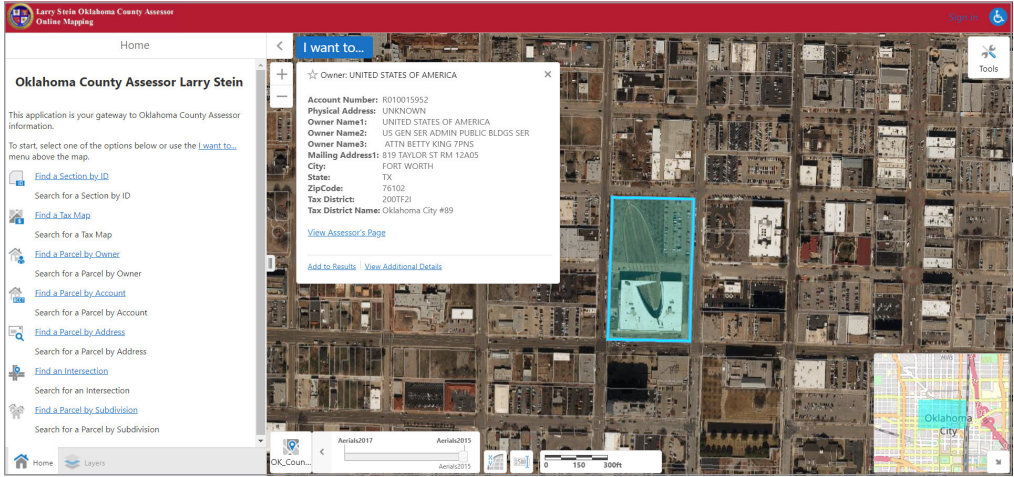 Larry Stein Oklahoma County Assessor
Online Mapping
Sign in
Home
I want to...
Tools
Oklahoma County Assessor Larry Stein
This application is your gateway to Oklahoma County Assessor
information.
To start, select one of the options below or use the I want to...
menu above the map.
Find a Section by ID
Search for a Section by ID
Find a Tax Map
Search for a Tax Map
Find a Parcel by Owner
Search for a Parcel by Owner
Find a Parcel by Account
Search for a Parcel by Account
Find a Parcel by Address
Search for a Parcel by Address
Find an Intersection
Search for an Intersection
Find a Parcel by Subdivision
Search for a Parcel by Subdivision
Home
Layers
Owner: UNITED STATES OF AMERICA
Account Number: R010015952
Physical Address: UNKNOWN
Owner Name1: UNITED STATES OF AMERICA
Owner Name2: US GEN SER ADMIN PUBLIC BLDGS SER
Owner Name3: ATTN BETTY KING 7PNS
Mailing Address1: 819 TAYLOR ST RM 12A05
City: FORT WORTH
State: TX
ZipCode: 76102
Tax District: 200TF2I
Tax District Name: Oklahoma City #89
View Assessor's Page
Add to Results View Additional Details
OK_Coun...
Aerials2017 Aerials2015
Aerials2015
0 150 300ft
Oklahoma
City